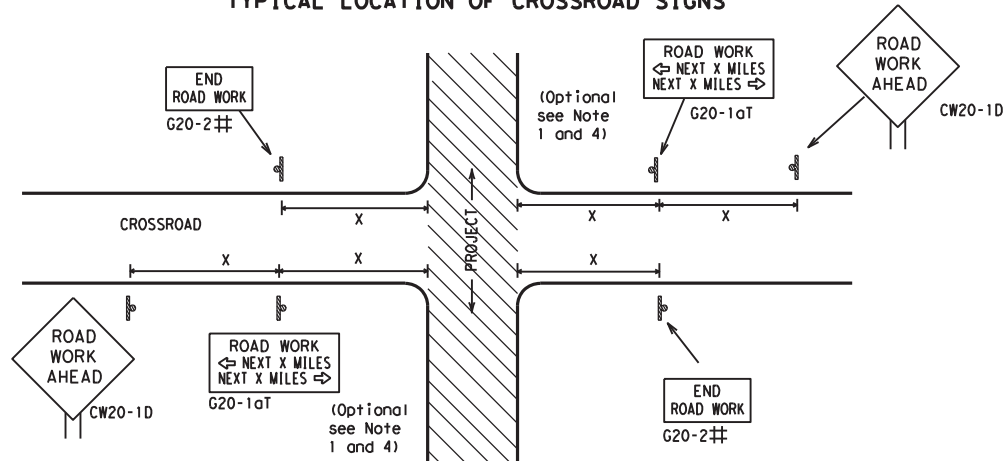 TYPICAL LOCATION OF CROSSROAD SIGNS
END
ROAD WORK
G20-2#
(Optional
see Note
1 and 4)
ROAD WORK
⇦ NEXT X MILES
NEXT X MILES ⇨
G20-1aT
ROAD
WORK
AHEAD
CW20-1D
X
X
X
CROSSROAD
PROJECT
X
X
X
ROAD
WORK
AHEAD
CW20-1D
ROAD WORK
⇦ NEXT X MILES
NEXT X MILES ⇨
G20-1aT
(Optional
see Note
1 and 4)
END
ROAD WORK
G20-2#